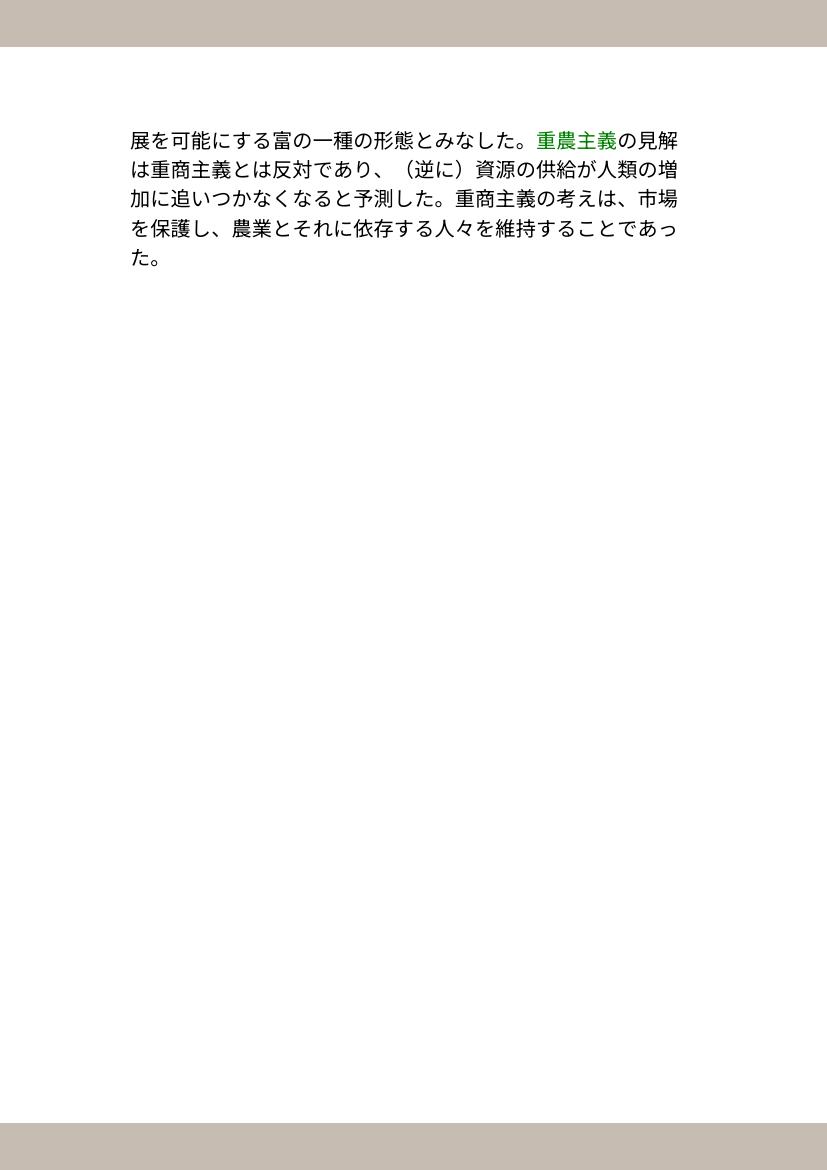 展を可能にする富の一種の形態とみなした。重農主義の見解
は重商主義とは反対であり、（逆に）資源の供給が人類の増
加に追いつかなくなると予測した。重商主義の考えは、市場
を保護し、農業とそれに依存する人々を維持することであっ
た。